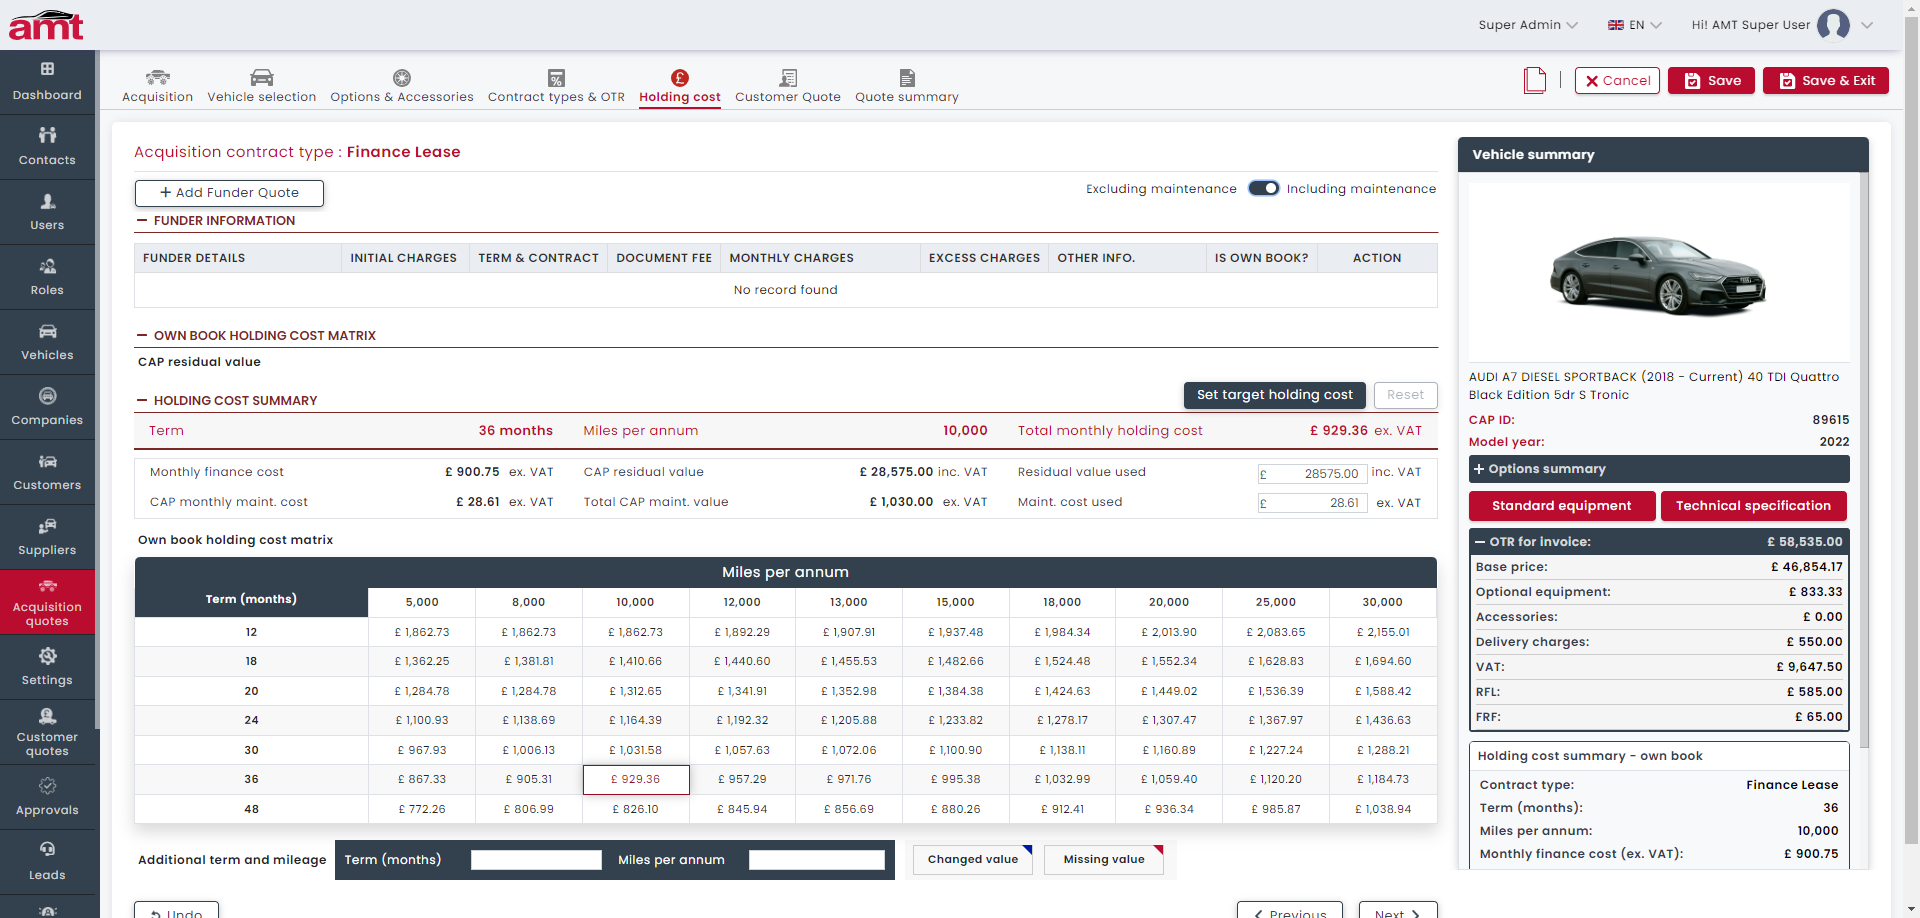 amt
Super Admin
EN
Hi! AMT Super User
Dashboard
Contacts
Users
Roles
Vehicles
Companies
Customers
Suppliers
Acquisition
quotes
Settings
Customer
quotes
Approvals
Leads
Acquisition
Vehicle selection
Options & Accessories
Contract types & OTR
Holding cost
Customer Quote
Quote summary
Cancel
Save
Save & Exit
Acquisition contract type : Finance Lease
+ Add Funder Quote
Excluding maintenance
Including maintenance
FUNDER INFORMATION
FUNDER DETAILS INITIAL CHARGES TERM & CONTRACT DOCUMENT FEE MONTHLY CHARGES EXCESS CHARGES OTHER INFO. IS OWN BOOK? ACTION
No record found
OWN BOOK HOLDING COST MATRIX
CAP residual value
HOLDING COST SUMMARY
Set target holding cost
Reset
Term 36 months Miles per annum 10,000 Total monthly holding cost £ 929.36 ex. VAT
Monthly finance cost £ 900.75 ex. VAT CAP residual value £ 28,575.00 inc. VAT Residual value used £ 28575.00 inc. VAT
CAP monthly maint. cost £ 28.61 ex. VAT Total CAP maint. value £ 1,030.00 ex. VAT Maint. cost used £ 28.61 ex. VAT
Own book holding cost matrix
Miles per annum
Term (months) 5,000 8,000 10,000 12,000 13,000 15,000 18,000 20,000 25,000 30,000
12 £ 1,862.73 £ 1,862.73 £ 1,862.73 £ 1,892.29 £ 1,907.91 £ 1,937.48 £ 1,984.34 £ 2,013.90 £ 2,083.65 £ 2,155.01
18 £ 1,362.25 £ 1,381.81 £ 1,410.66 £ 1,440.60 £ 1,455.53 £ 1,482.66 £ 1,524.48 £ 1,552.34 £ 1,628.83 £ 1,694.60
20 £ 1,284.78 £ 1,284.78 £ 1,312.65 £ 1,341.91 £ 1,352.98 £ 1,384.38 £ 1,424.63 £ 1,449.02 £ 1,536.39 £ 1,588.42
24 £ 1,100.93 £ 1,138.69 £ 1,164.39 £ 1,192.32 £ 1,205.88 £ 1,233.82 £ 1,278.17 £ 1,307.47 £ 1,367.97 £ 1,436.63
30 £ 967.93 £ 1,006.13 £ 1,031.58 £ 1,057.63 £ 1,072.06 £ 1,100.90 £ 1,138.11 £ 1,160.89 £ 1,227.24 £ 1,288.21
36 £ 867.33 £ 905.31 £ 929.36 £ 957.29 £ 971.76 £ 995.38 £ 1,032.99 £ 1,059.40 £ 1,120.20 £ 1,184.73
48 £ 772.26 £ 806.99 £ 826.10 £ 845.94 £ 856.69 £ 880.26 £ 912.41 £ 936.34 £ 985.87 £ 1,038.94
Additional term and mileage
Term (months)
Miles per annum
Changed value
Missing value
Undo
Previous
Next
Vehicle summary
AUDI A7 DIESEL SPORTBACK (2018 - Current) 40 TDI Quattro
Black Edition 5dr S Tronic
CAP ID: 89615
Model year: 2022
+ Options summary
Standard equipment
Technical specification
OTR for invoice: £ 58,535.00
Base price: £ 46,854.17
Optional equipment: £ 833.33
Accessories: £ 0.00
Delivery charges: £ 550.00
VAT: £ 9,647.50
RFL: £ 585.00
FRF: £ 65.00
Holding cost summary - own book
Contract type: Finance Lease
Term (months): 36
Miles per annum: 10,000
Monthly finance cost (ex. VAT): £ 900.75